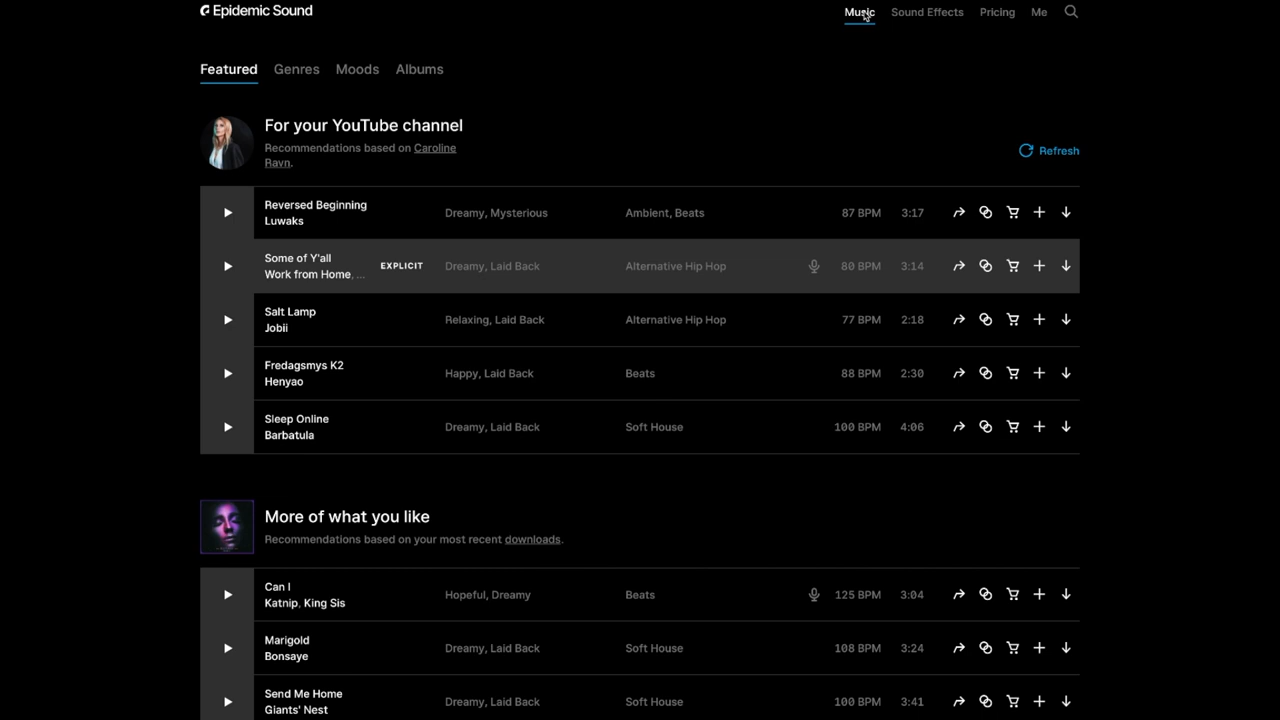 Epidemic Sound
Music Sound Effects Pricing Me
Featured Genres Moods Albums
For your YouTube channel
Recommendations based on Caroline
Ravn.
Refresh
Reversed Beginning
Luwaks
Dreamy, Mysterious Ambient, Beats 87 BPM 3:17
Some of Y'all
Work from Home, ...
EXPLICIT Dreamy, Laid Back Alternative Hip Hop 80 BPM 3:14
Salt Lamp
Jobii
Relaxing, Laid Back Alternative Hip Hop 77 BPM 2:18
Fredagsmys K2
Henyao
Happy, Laid Back Beats 88 BPM 2:30
Sleep Online
Barbatula
Dreamy, Laid Back Soft House 100 BPM 4:06
More of what you like
Recommendations based on your most recent downloads.
Can I
Katnip, King Sis
Hopeful, Dreamy Beats 125 BPM 3:04
Marigold
Bonsaye
Dreamy, Laid Back Soft House 108 BPM 3:24
Send Me Home
Giants' Nest
Dreamy, Laid Back Soft House 100 BPM 3:41